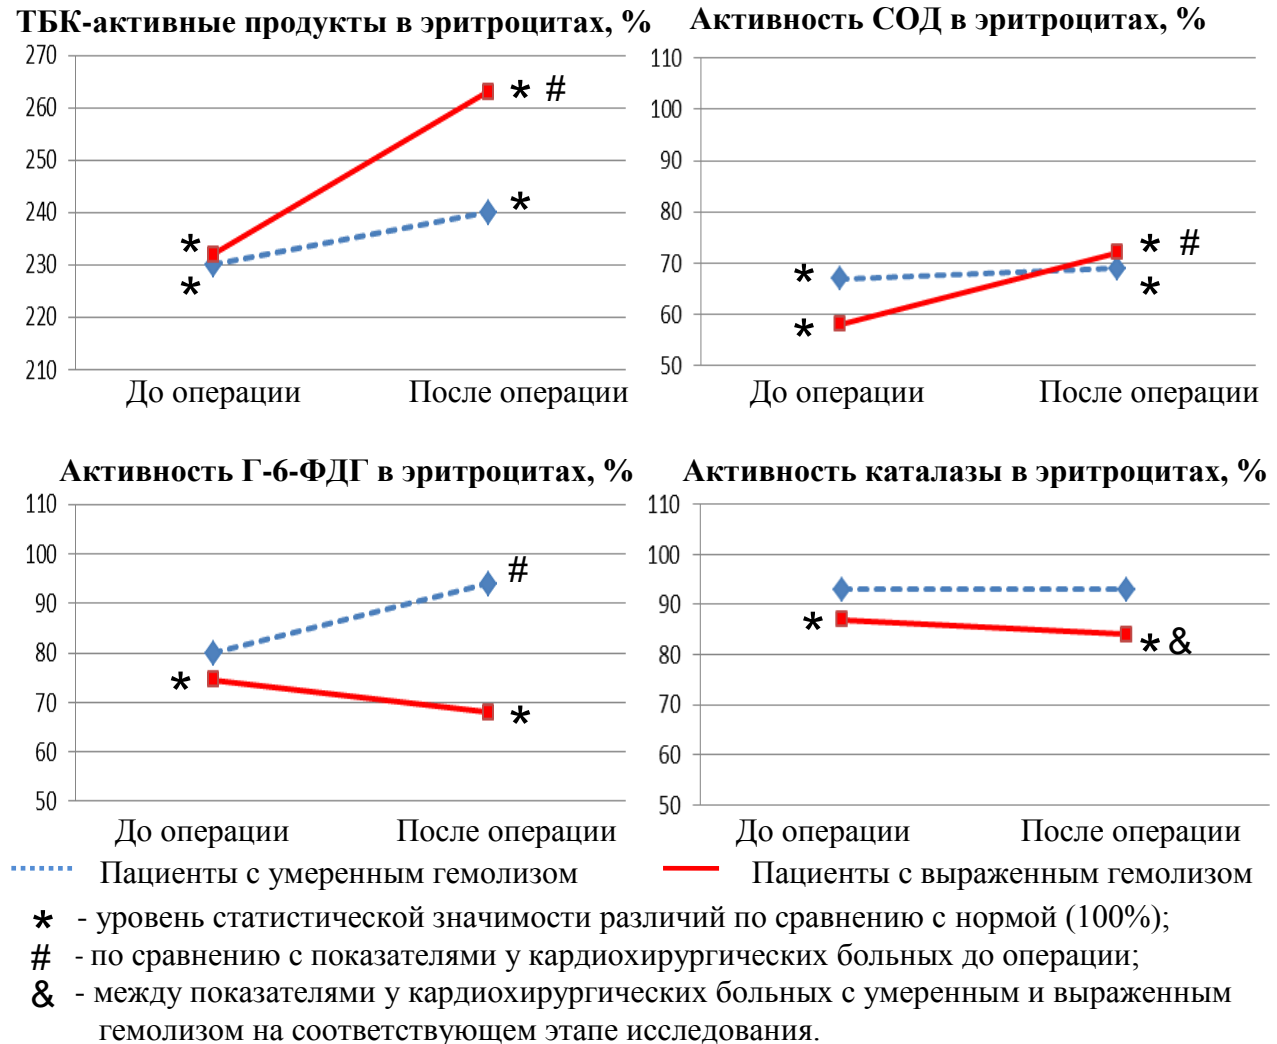 ТБК-активные продукты в эритроцитах, %
270
260
250
240
230
220
210
* #
*
*
*
До операции После операции
Активность СОД в эритроцитах, %
110
100
90
80
70
60
50
* #
*
*
*
До операции После операции
Активность Г-6-ФДГ в эритроцитах, %
110
100
90
80
70
60
50
#
*
*
До операции После операции
Активность каталазы в эритроцитах, %
110
100
90
80
70
60
50
*
* &
До операции После операции
Пациенты с умеренным гемолизом
Пациенты с выраженным гемолизом
* - уровень статистической значимости различий по сравнению с нормой (100%);
# - по сравнению с показателями у кардиохирургических больных до операции;
& - между показателями у кардиохирургических больных с умеренным и выраженным
гемолизом на соответствующем этапе исследования.